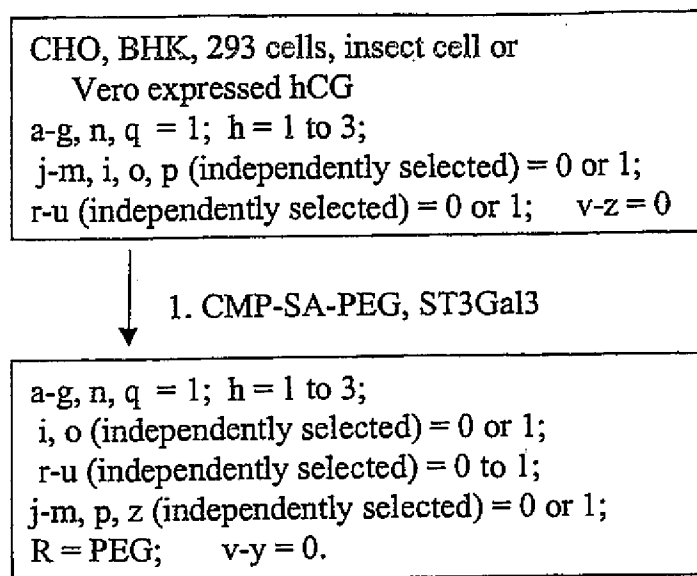 CHO, BHK, 293 cells, insect cell or
Vero expressed hCG
a-g, n, q = 1; h = 1 to 3;
j-m, i, o, p (independently selected) = 0 or 1;
r-u (independently selected) = 0 or 1; v-z = 0
1. CMP-SA-PEG, ST3Gal3
a-g, n, q = 1; h = 1 to 3;
i, o (independently selected) = 0 or 1;
r-u (independently selected) = 0 to 1;
j-m, p, z (independently selected) = 0 or 1;
R = PEG; v-y = 0.